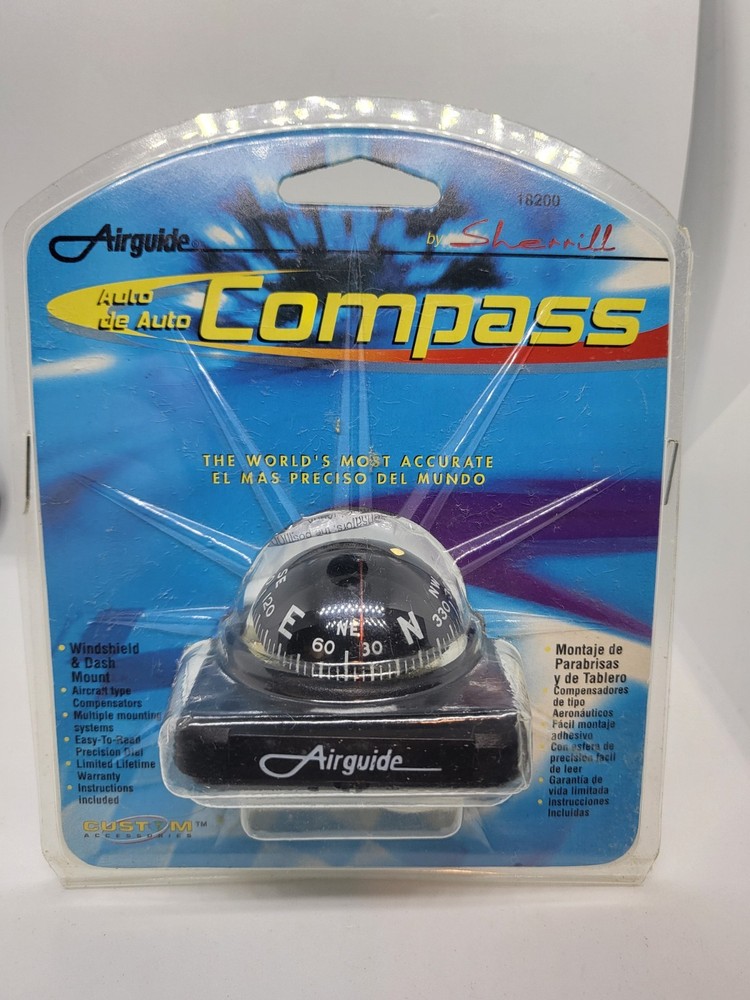 18200
Airguide®
by Sherrill
Auto
de Auto
Compass
THE WORLD'S MOST ACCURATE
EL MAS PRECISO DEL MUNDO
SE 120 E 60 NE 30 N 330 NW
Airguide
• Windshield
& Dash
Mount
• Aircraft type
Compensators
• Multiple mounting
systems
• Easy-To-Read
Precision Dial
• Limited Lifetime
Warranty
• Instructions
Included
CUSTOM™
ACCESSORIES
• Montaje de
Parabrisas
y de Tablero
• Compensadores
de tipo
Aeronáuticos
• Fácil montaje
adhesivo
• Con esfera de
precisión facil
de leer
• Garantía de
vida limitada
• Instrucciones
Incluidas